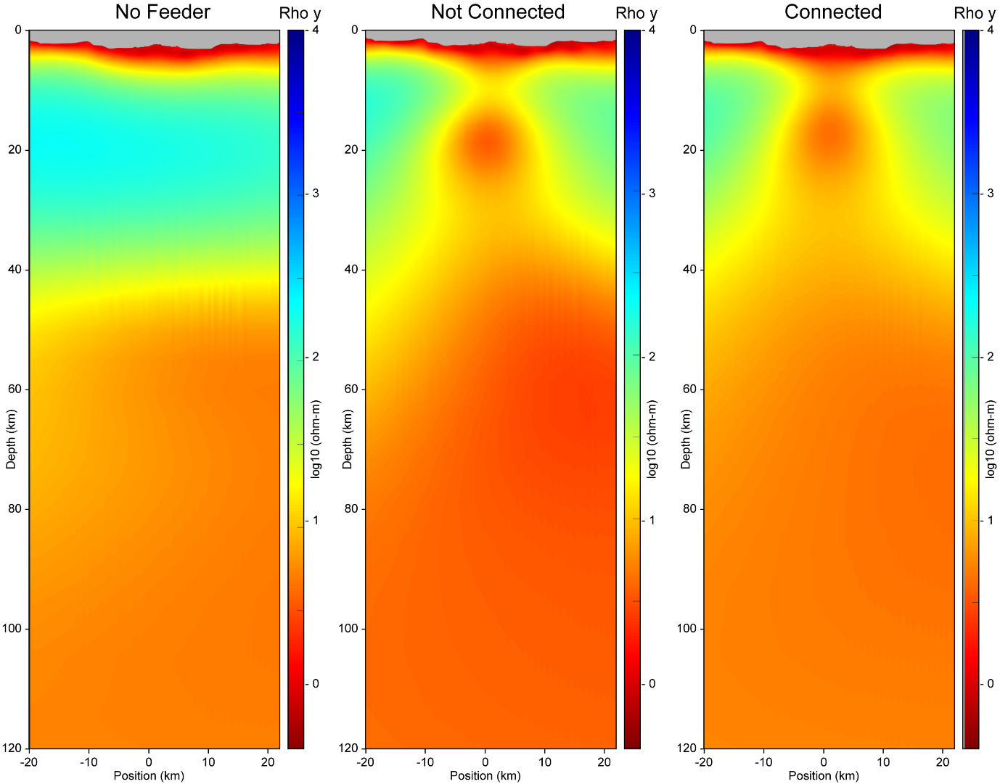 No Feeder
Rho y
Not Connected
Rho y
Connected
Rho y
0
20
40
60
80
100
120
Depth (km)
-20 -10 0 10 20
Position (km)
4
3
2
1
0
log10 (ohm-m)
0
20
40
60
80
100
120
Depth (km)
-20 -10 0 10 20
Position (km)
4
3
2
1
0
log10 (ohm-m)
0
20
40
60
80
100
120
Depth (km)
-20 -10 0 10 20
Position (km)
4
3
2
1
0
log10 (ohm-m)